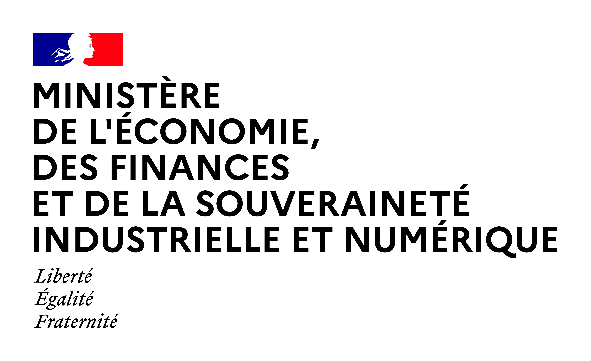 MINISTÈRE
DE L'ÉCONOMIE,
DES FINANCES
ET DE LA SOUVERAINETÉ
INDUSTRIELLE ET NUMÉRIQUE
Liberté
Égalité
Fraternité